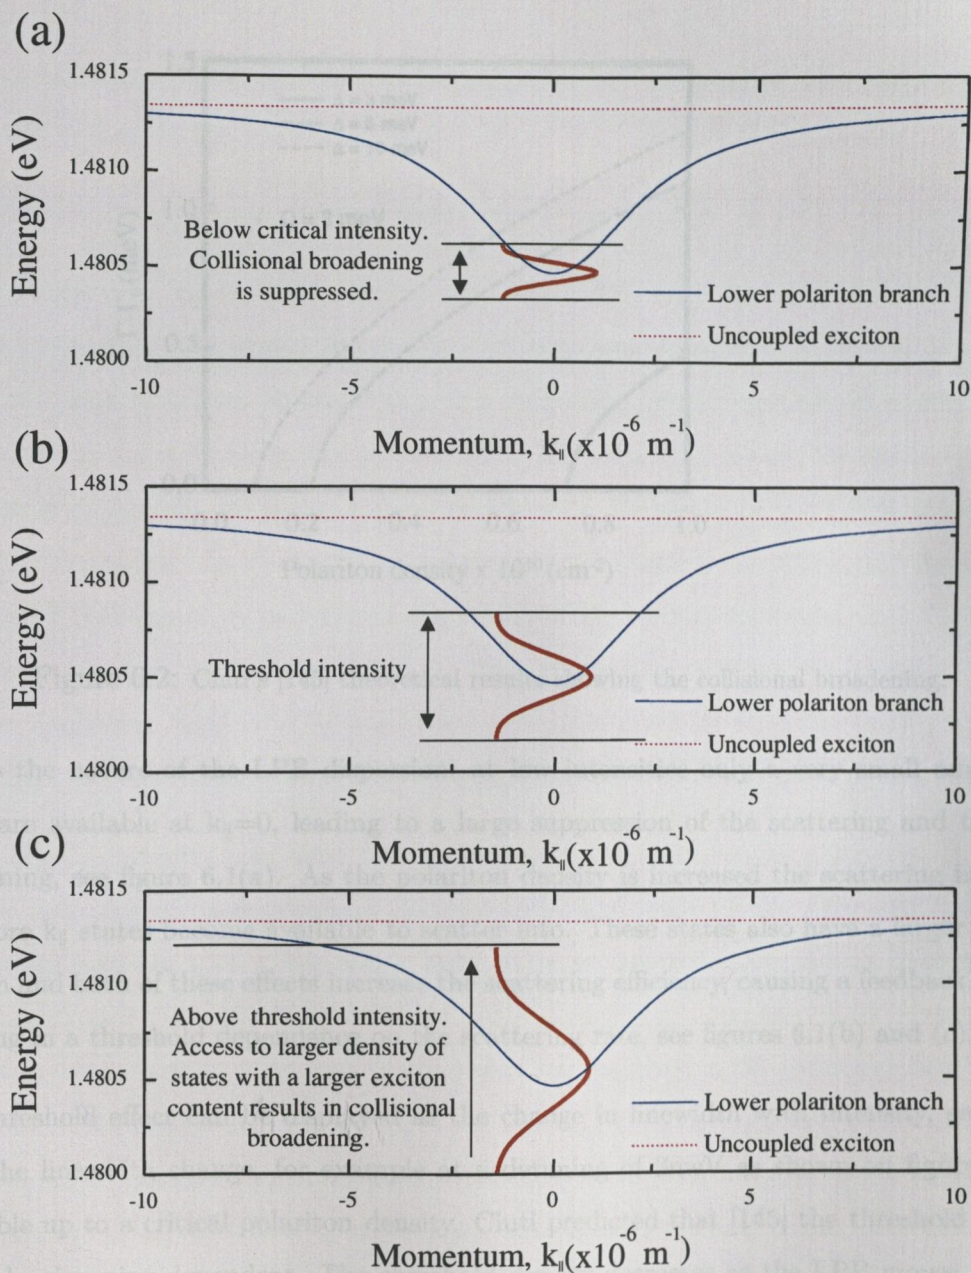 (a)
1.4815
1.4810
1.4805
1.4800
Energy (eV)
Below critical intensity.
Collisional broadening
is suppressed.
Lower polariton branch
Uncoupled exciton
-10 -5 0 5 10
Momentum, k∥(x10⁻⁶ m⁻¹)
(b)
1.4815
1.4810
1.4805
1.4800
Energy (eV)
Threshold intensity
Lower polariton branch
Uncoupled exciton
-10 -5 0 5 10
Momentum, k∥(x10⁻⁶ m⁻¹)
(c)
1.4815
1.4810
1.4805
1.4800
Energy (eV)
Above threshold intensity.
Access to larger density of
states with a larger exciton
content results in collisional
broadening.
Lower polariton branch
Uncoupled exciton
-10 -5 0 5 10
Momentum, k∥(x10⁻⁶ m⁻¹)